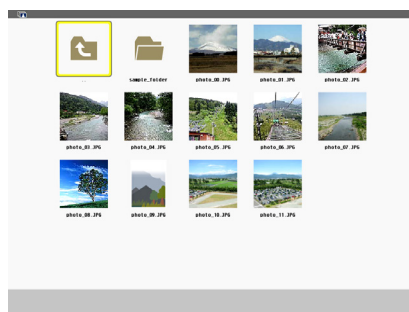 ..
sample_folder
photo_00.JPG
photo_01.JPG
photo_02.JPG
photo_03.JPG
photo_04.JPG
photo_05.JPG
photo_06.JPG
photo_07.JPG
photo_08.JPG
photo_09.JPG
photo_10.JPG
photo_11.JPG